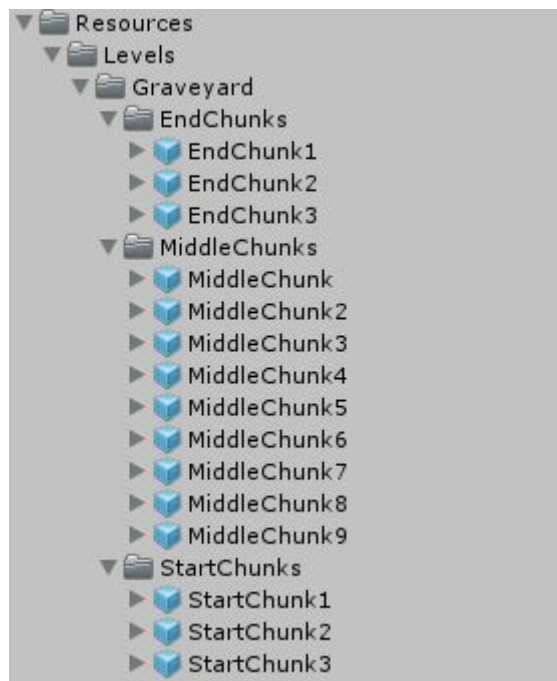 Resources
Levels
Graveyard
EndChunks
EndChunk1
EndChunk2
EndChunk3
MiddleChunks
MiddleChunk
MiddleChunk2
MiddleChunk3
MiddleChunk4
MiddleChunk5
MiddleChunk6
MiddleChunk7
MiddleChunk8
MiddleChunk9
StartChunks
StartChunk1
StartChunk2
StartChunk3